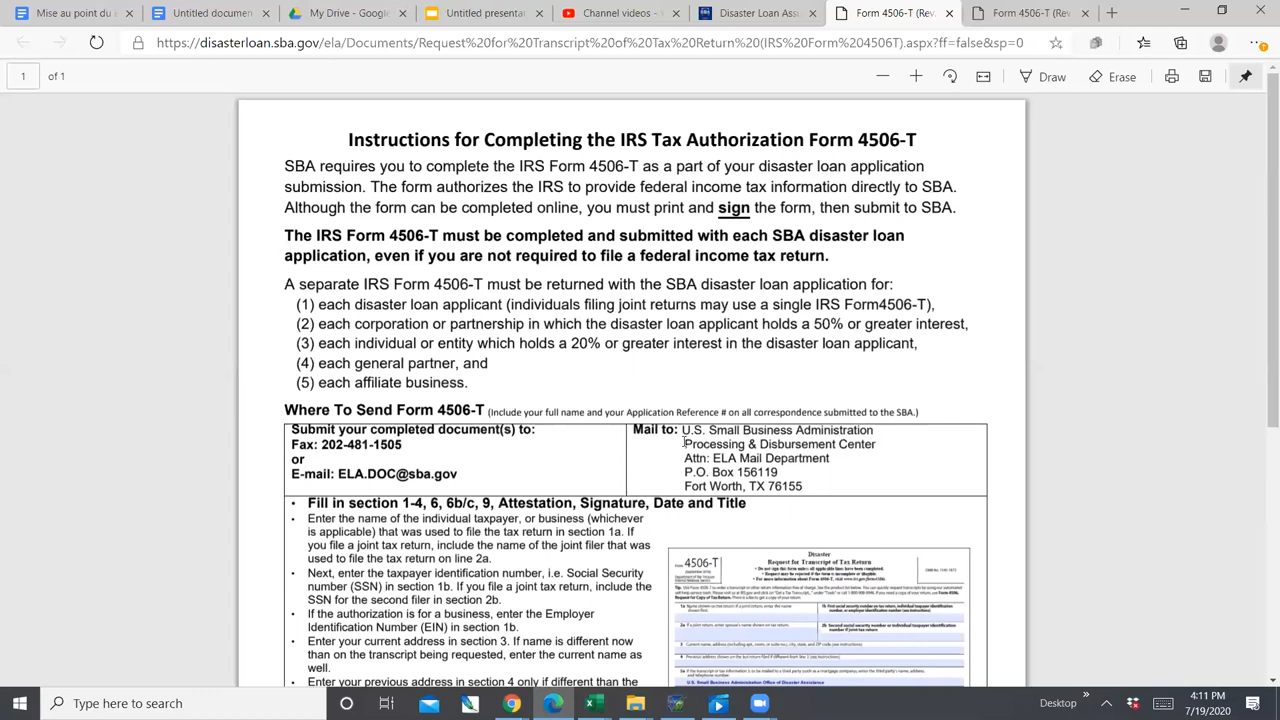 Mise au point du i
Untitled document
My Drive - Google
Untitled presentat
Channel videos - Y
Disaster Loan Assi
Form 4506-T (Rev.
Form 4506-T (Rev
https://disasterloan.sba.gov/ela/Documents/Request%20for%20Transcript%20of%20Tax%20Return%20(IRS%20Form%204506T).aspx?ff=false&sp=0
1 of 1
Draw
Erase
Instructions for Completing the IRS Tax Authorization Form 4506-T
SBA requires you to complete the IRS Form 4506-T as a part of your disaster loan application
submission. The form authorizes the IRS to provide federal income tax information directly to SBA.
Although the form can be completed online, you must print and sign the form, then submit to SBA.
The IRS Form 4506-T must be completed and submitted with each SBA disaster loan
application, even if you are not required to file a federal income tax return.
A separate IRS Form 4506-T must be returned with the SBA disaster loan application for:
(1) each disaster loan applicant (individuals filing joint returns may use a single IRS Form4506-T),
(2) each corporation or partnership in which the disaster loan applicant holds a 50% or greater interest,
(3) each individual or entity which holds a 20% or greater interest in the disaster loan applicant,
(4) each general partner, and
(5) each affiliate business.
Where To Send Form 4506-T (Include your full name and your Application Reference # on all correspondence submitted to the SBA.)
Submit your completed document(s) to:
Fax: 202-481-1505
or
E-mail: ELA.DOC@sba.gov
Mail to: U.S. Small Business Administration
Processing & Disbursement Center
Attn: ELA Mail Department
P.O. Box 156119
Fort Worth, TX 76155
• Fill in section 1-4, 6, 6b/c, 9, Attestation, Signature, Date and Title
• Enter the name of the individual taxpayer, or business (whichever
is applicable) that was used to file the tax return in section 1a. If
you file a joint tax return, include the name of the joint filer that was
used to file the tax return on line 2a.
• Next, enter the taxpayer identification number, i.e. Social Security
Number (SSN) in section 1b. If you file a joint tax return, include the
SSN for the second filer in section 2b.
• If the authorization is for a business, enter the Employer
Identification Number (EIN) in section 1b.
• Enter your current name in section 3. If name is different now
than on the transcript being requested, enter the current name as
well.
• Enter your previous address in section 4 only if different than the
Form 4506-T
Disaster
Request for Transcript of Tax Return
U.S. Small Business Administration Office of Disaster Assistance
Type here to search
Desktop
4:11 PM
7/19/2020